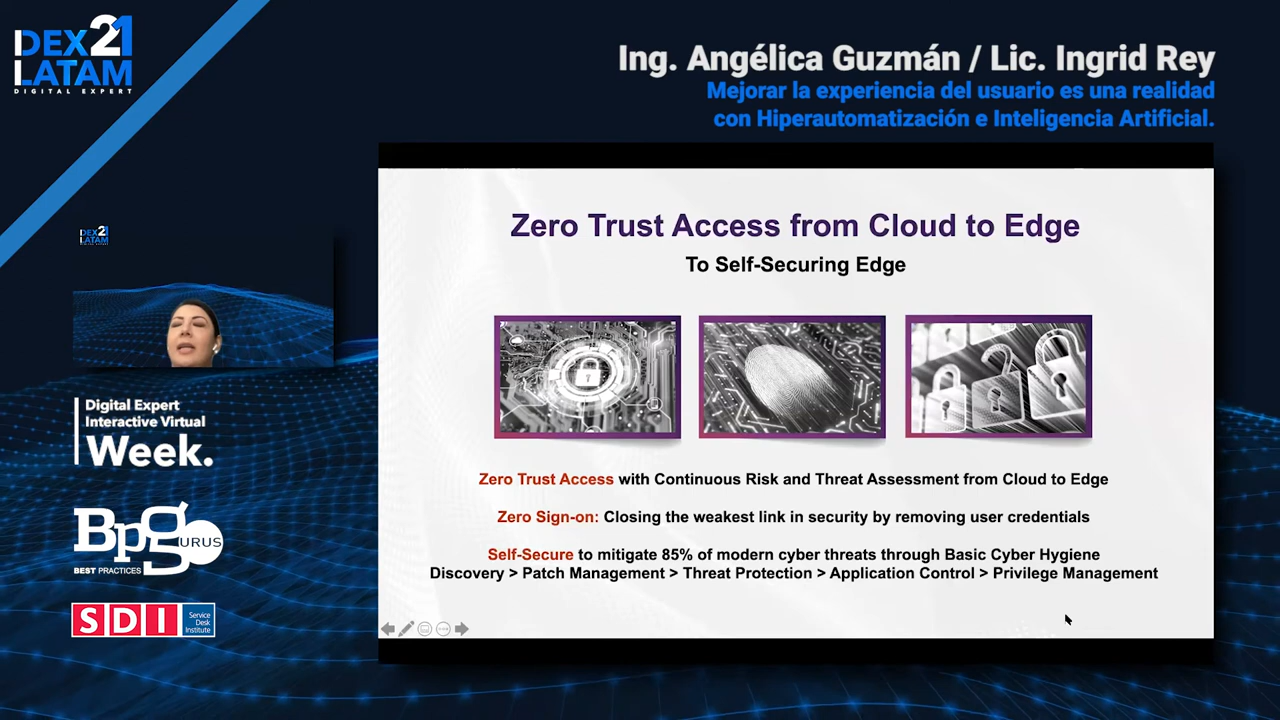 DEX21
LATAM
DIGITAL EXPERT
Ing. Angélica Guzmán / Lic. Ingrid Rey
Mejorar la experiencia del usuario es una realidad
con Hiperautomatización e Inteligencia Artificial.
Zero Trust Access from Cloud to Edge
To Self-Securing Edge
Zero Trust Access with Continuous Risk and Threat Assessment from Cloud to Edge
Zero Sign-on: Closing the weakest link in security by removing user credentials
Self-Secure to mitigate 85% of modern cyber threats through Basic Cyber Hygiene
Discovery > Patch Management > Threat Protection > Application Control > Privilege Management
DEX21
LATAM
Digital Expert
Interactive Virtual
Week.
Bpgurus
BEST PRACTICES
SDI
Service
Desk
Institute